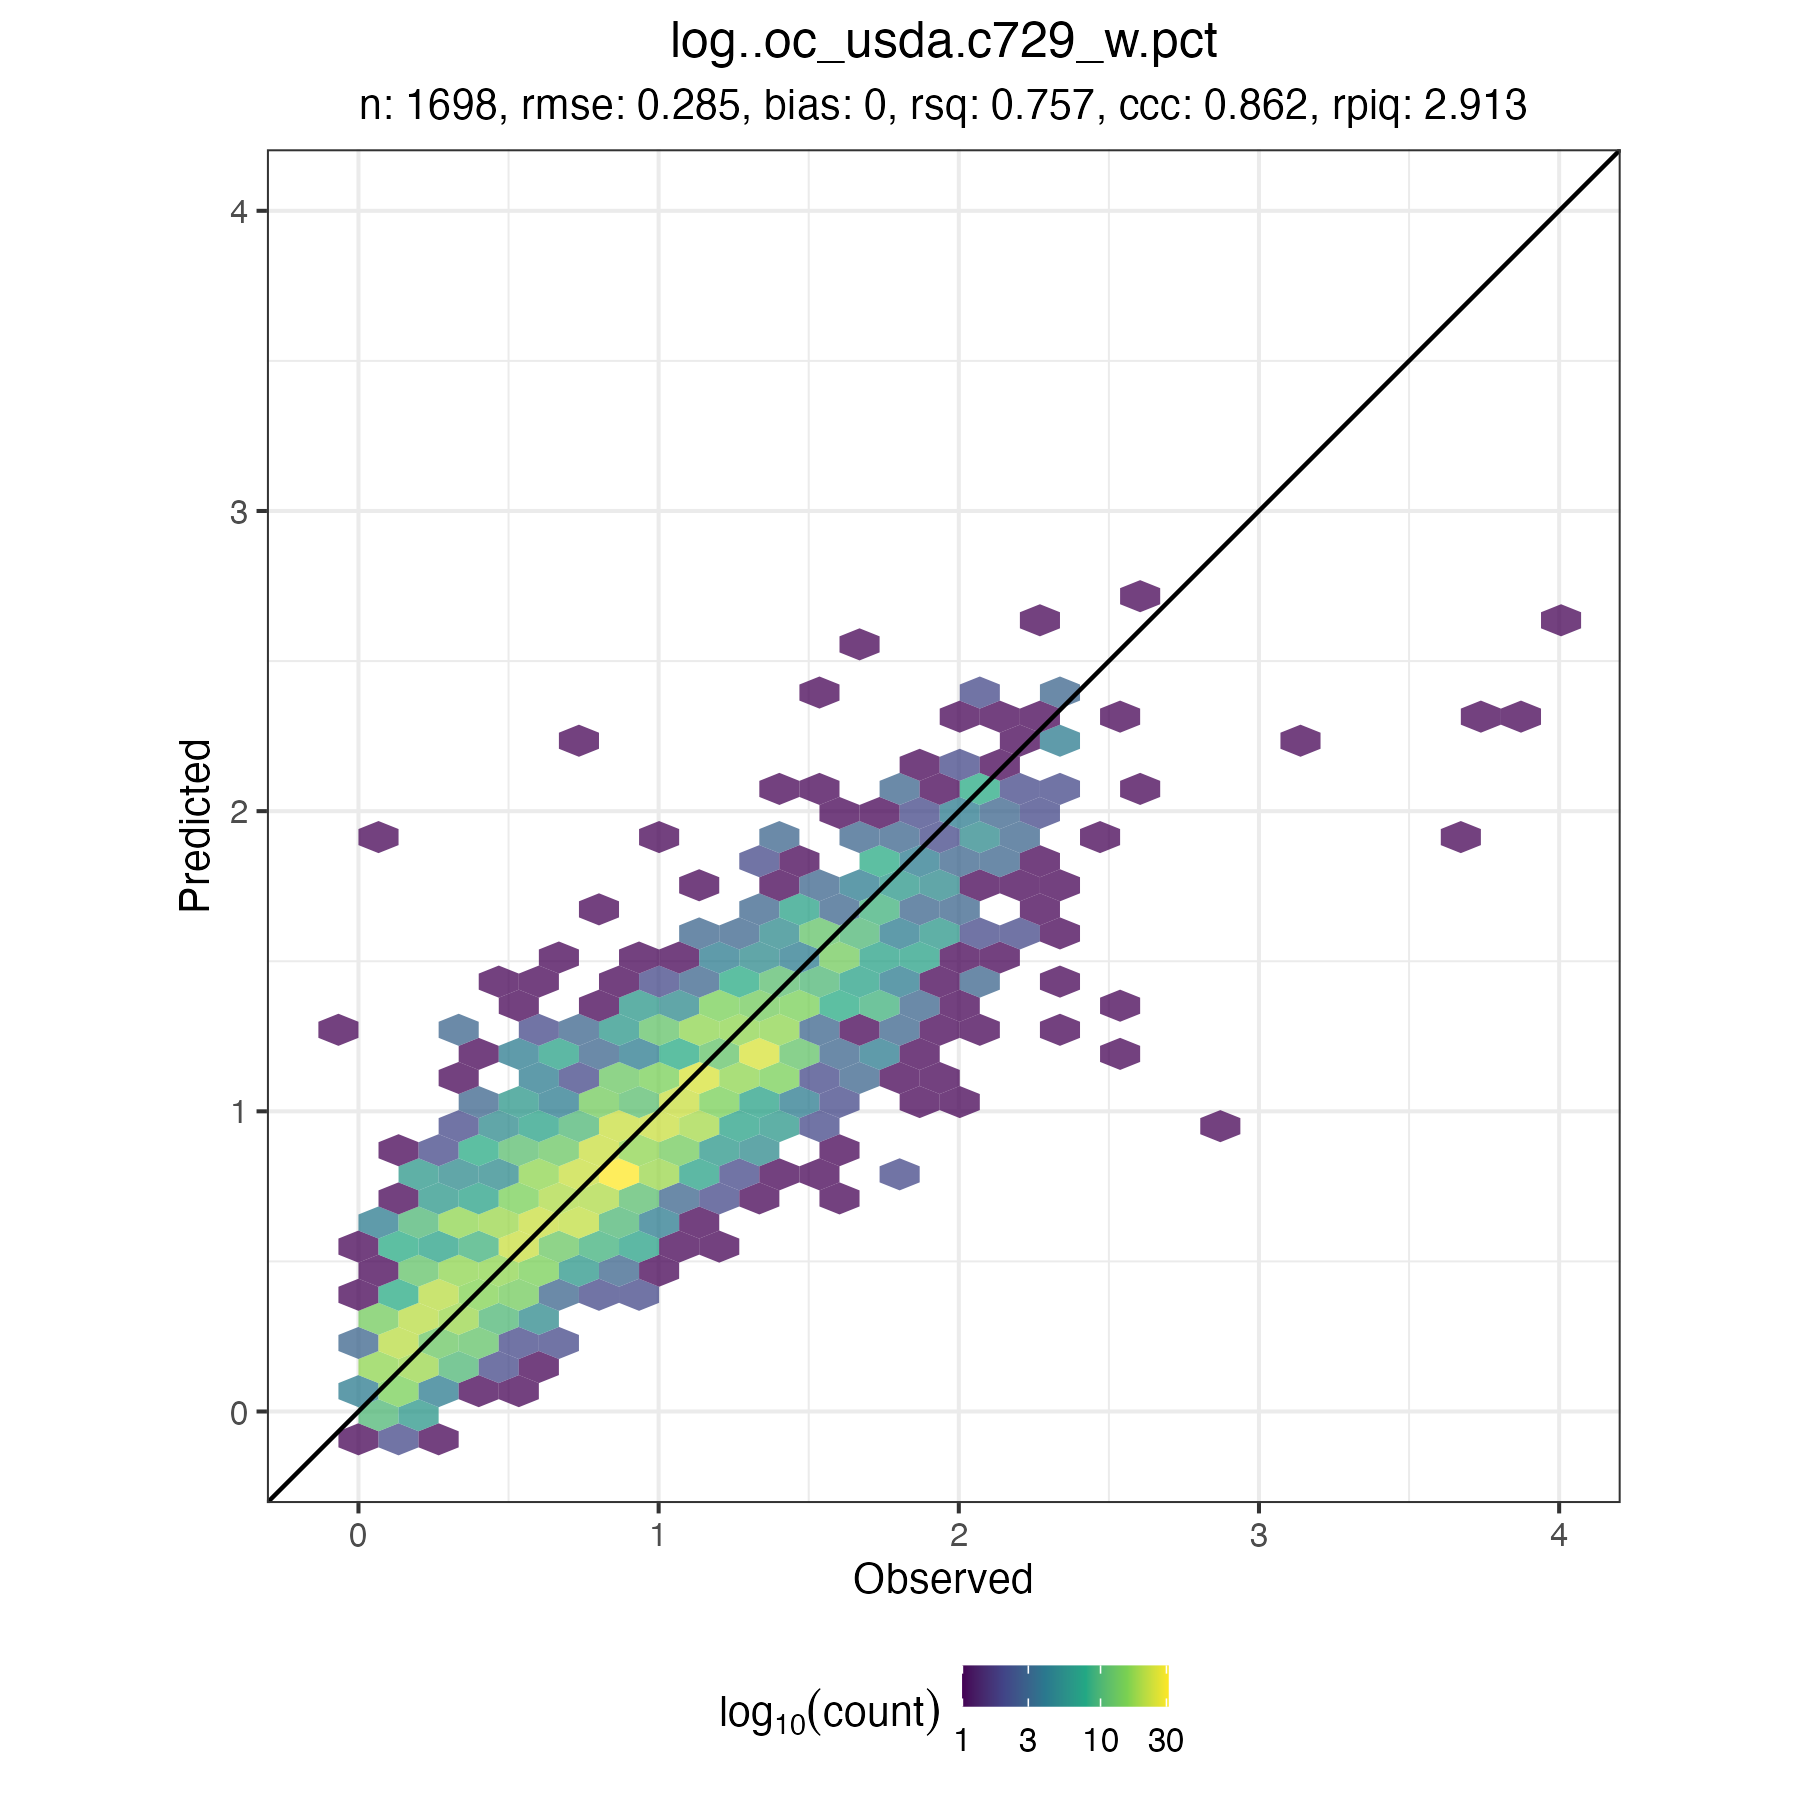 log..oc_usda.c729_w.pct
n: 1698, rmse: 0.285, bias: 0, rsq: 0.757, ccc: 0.862, rpiq: 2.913
4
3
2
1
0
Predicted
0 1 2 3 4
Observed
log₁₀(count)
1 3 10 30